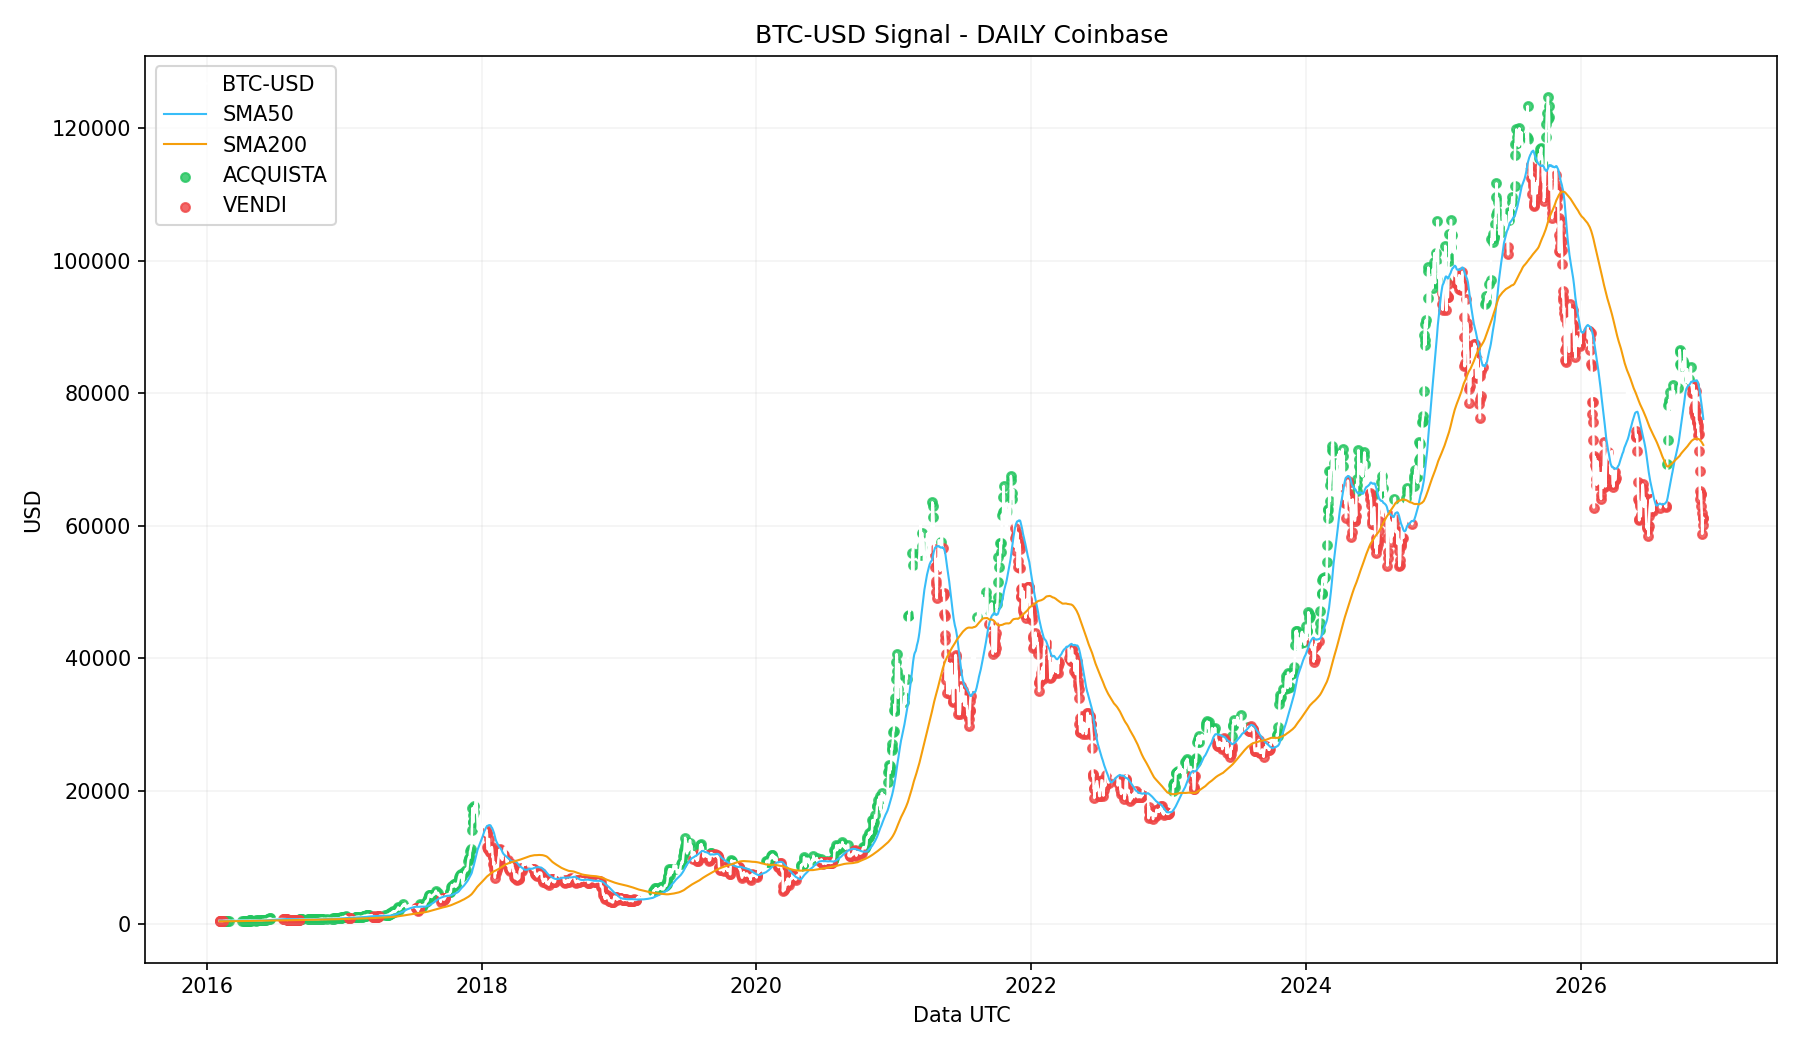 BTC-USD Signal - DAILY Coinbase
BTC-USD
SMA50
SMA200
ACQUISTA
VENDI
120000
100000
80000
60000
40000
20000
0
USD
2016
2018
2020
2022
2024
2026
Data UTC